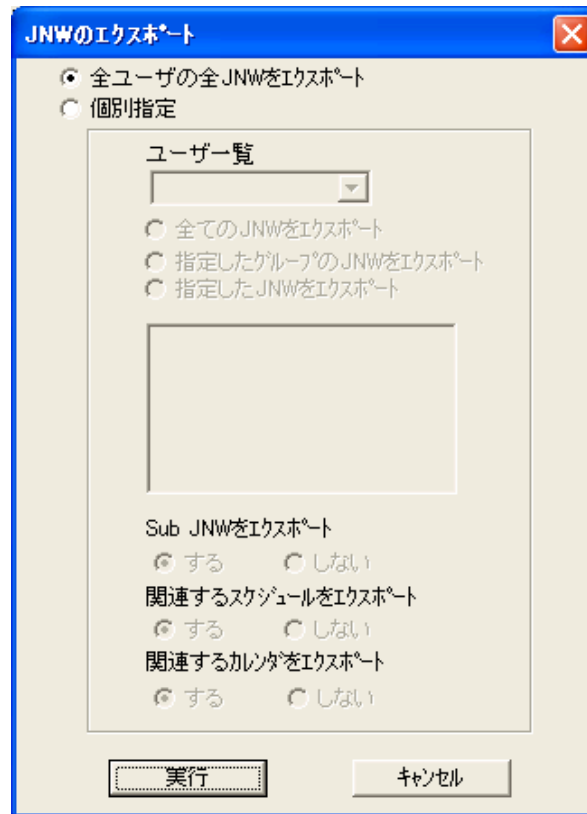 JNWのｴｸｽﾎﾟｰﾄ
全ユーザの全JNWをｴｸｽﾎﾟｰﾄ
個別指定
ユーザ一覧
全てのJNWをｴｸｽﾎﾟｰﾄ
指定したｸﾞﾙｰﾌﾟのJNWをｴｸｽﾎﾟｰﾄ
指定したJNWをｴｸｽﾎﾟｰﾄ
Sub JNWをｴｸｽﾎﾟｰﾄ
する しない
関連するｽｹｼﾞｭｰﾙをｴｸｽﾎﾟｰﾄ
する しない
関連するｶﾚﾝﾀﾞをｴｸｽﾎﾟｰﾄ
する しない
実行 ｷｬﾝｾﾙ